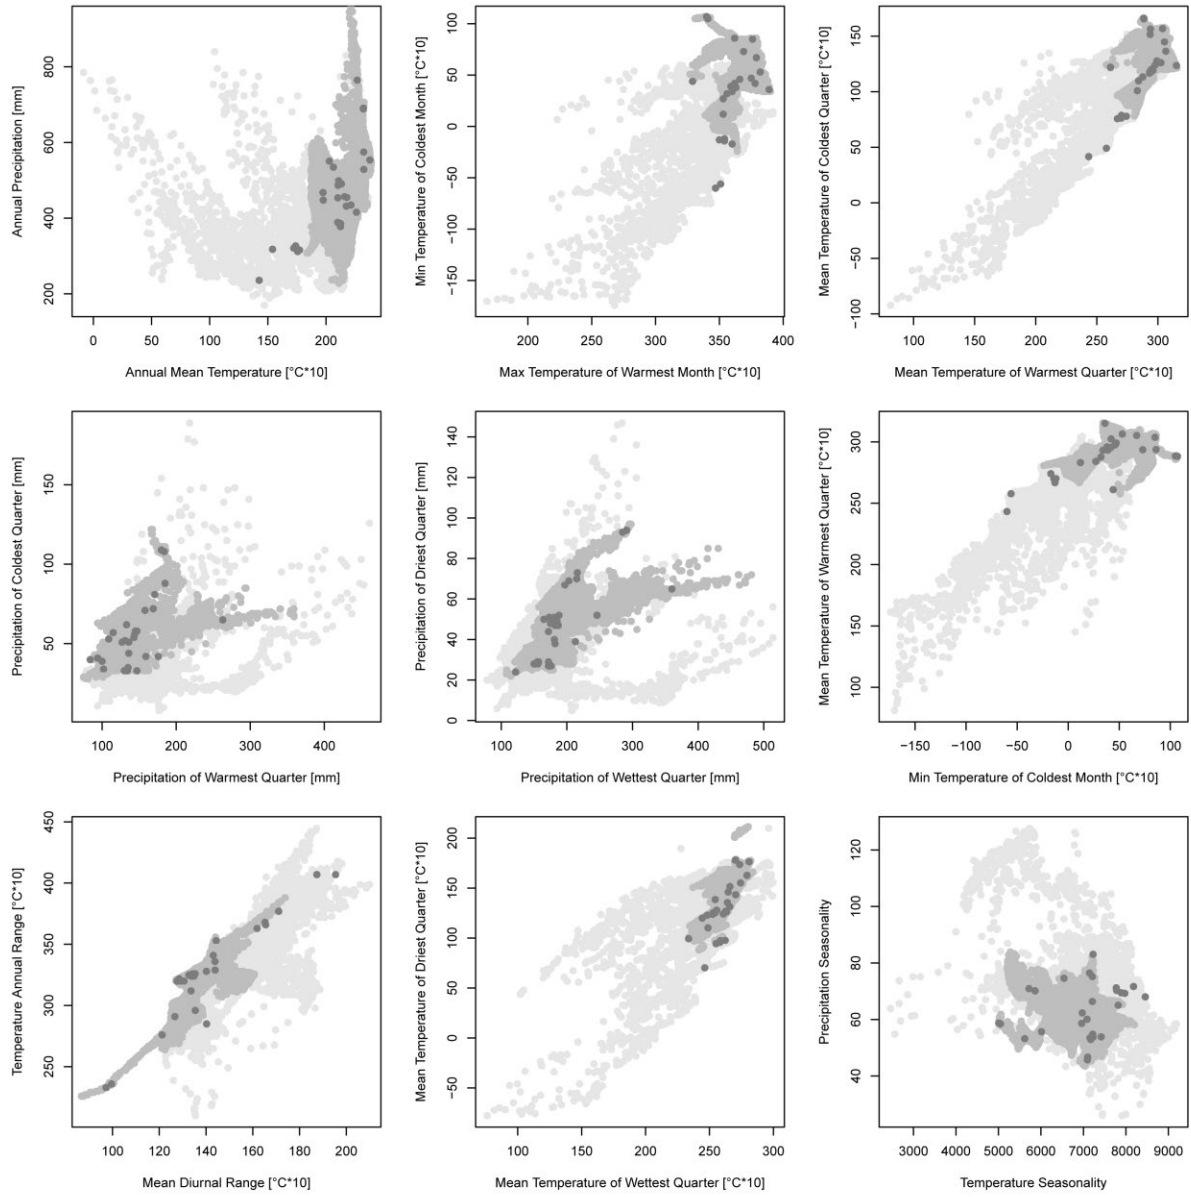 Annual Precipitation [mm]
800
600
400
200
0 50 100 150 200
Annual Mean Temperature [°C*10]
Min Temperature of Coldest Month [°C*10]
100
50
0
−50
−100
−150
200 250 300 350 400
Max Temperature of Warmest Month [°C*10]
Mean Temperature of Coldest Quarter [°C*10]
150
100
50
0
−50
−100
100 150 200 250 300
Mean Temperature of Warmest Quarter [°C*10]
Precipitation of Coldest Quarter [mm]
150
100
50
100 200 300 400
Precipitation of Warmest Quarter [mm]
Precipitation of Driest Quarter [mm]
140
120
100
80
60
40
20
0
100 200 300 400 500
Precipitation of Wettest Quarter [mm]
Mean Temperature of Warmest Quarter [°C*10]
300
250
200
150
100
−150 −100 −50 0 50 100
Min Temperature of Coldest Month [°C*10]
Temperature Annual Range [°C*10]
450
400
350
300
250
100 120 140 160 180 200
Mean Diurnal Range [°C*10]
Mean Temperature of Driest Quarter [°C*10]
200
150
100
50
0
−50
100 150 200 250 300
Mean Temperature of Wettest Quarter [°C*10]
Precipitation Seasonality
120
100
80
60
40
3000 4000 5000 6000 7000 8000 9000
Temperature Seasonality